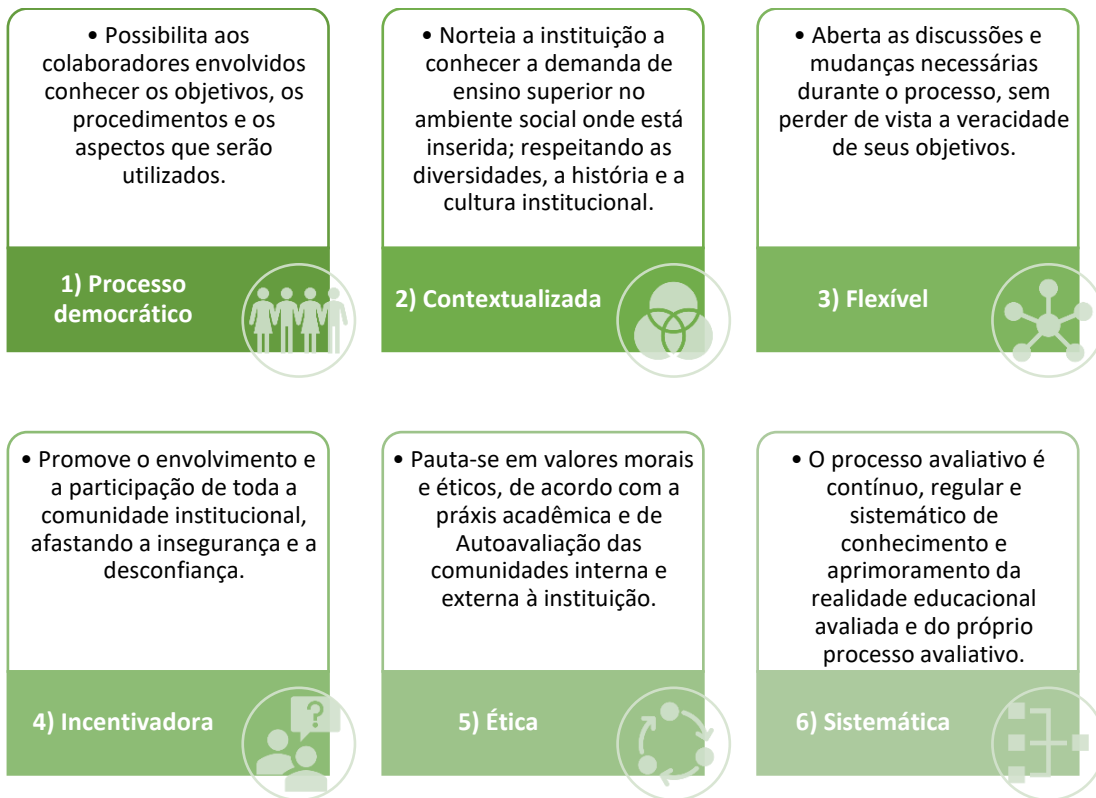 • Possibilita aos
colaboradores envolvidos
conhecer os objetivos, os
procedimentos e os
aspectos que serão
utilizados.
1) Processo
democrático
• Norteia a instituição a
conhecer a demanda de
ensino superior no
ambiente social onde está
inserida; respeitando as
diversidades, a história e a
cultura institucional.
2) Contextualizada
• Aberta as discussões e
mudanças necessárias
durante o processo, sem
perder de vista a veracidade
de seus objetivos.
3) Flexível
• Promove o envolvimento e
a participação de toda a
comunidade institucional,
afastando a insegurança e a
desconfiança.
4) Incentivadora
?
• Pauta-se em valores morais
e éticos, de acordo com a
práxis acadêmica e de
Autoavaliação das
comunidades interna e
externa à instituição.
5) Ética
• O processo avaliativo é
contínuo, regular e
sistemático de
conhecimento e
aprimoramento da
realidade educacional
avaliada e do próprio
processo avaliativo.
6) Sistemática